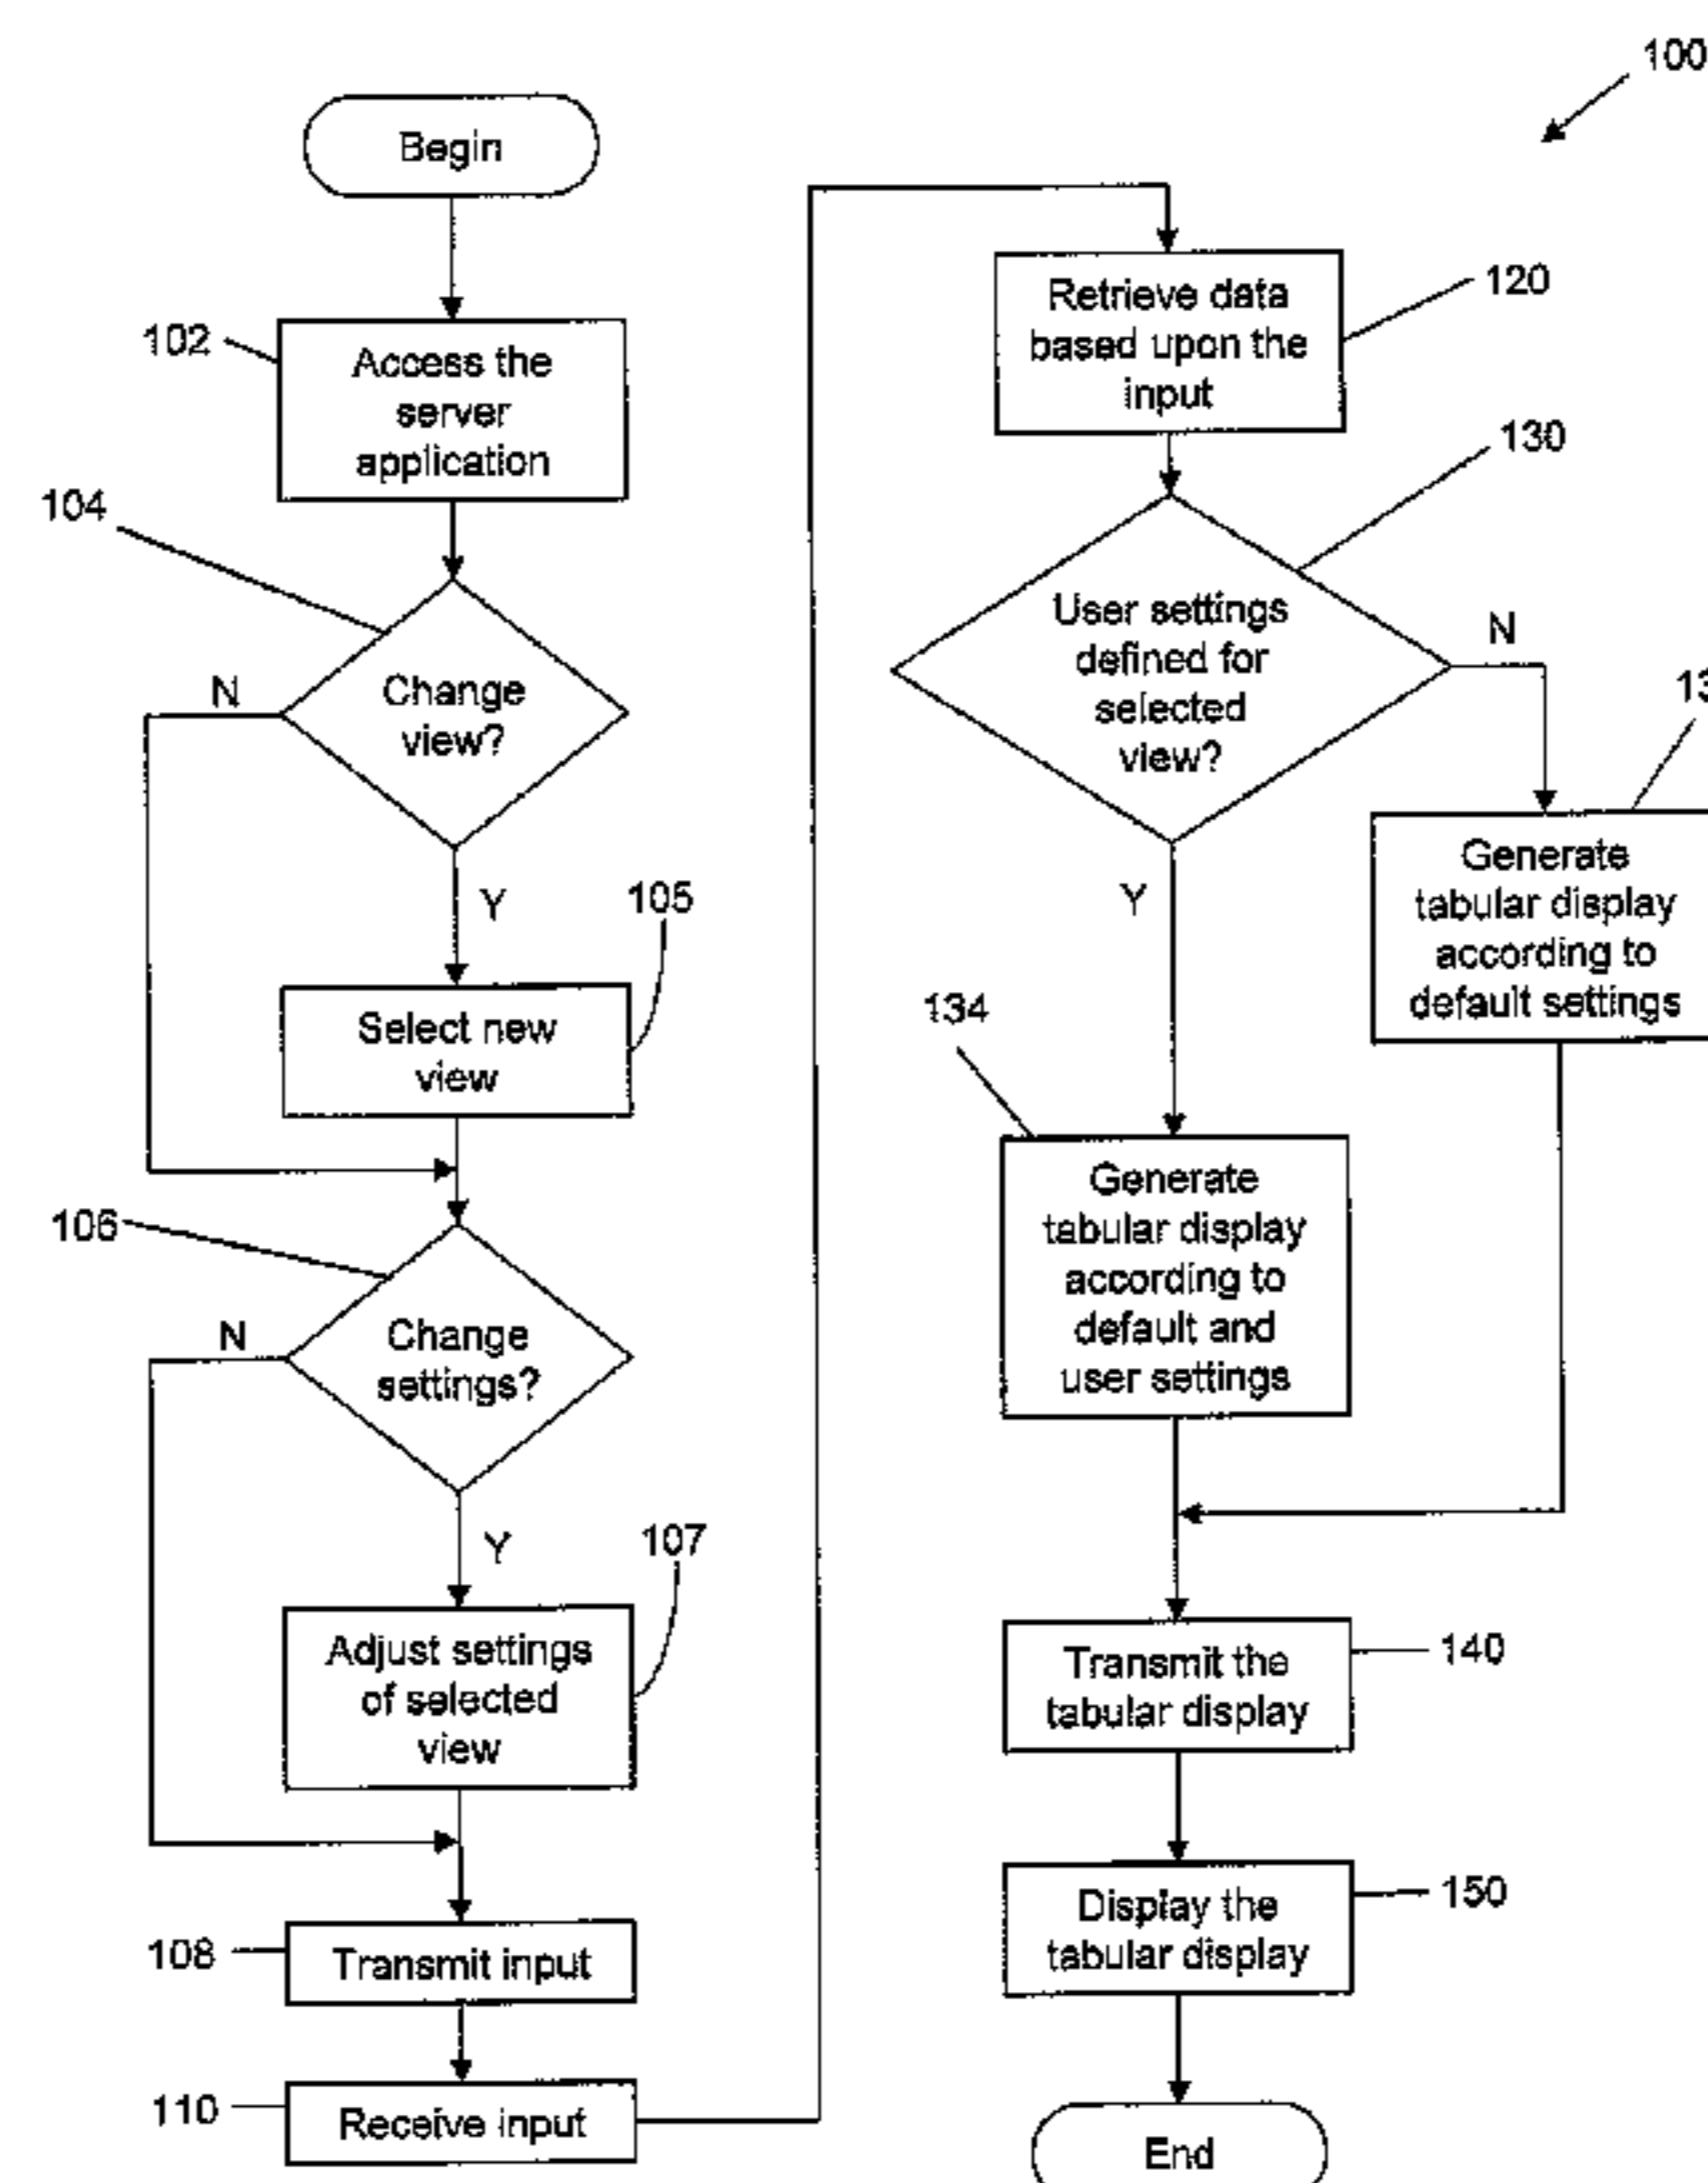 100
Begin
102
Access the
server
application
104
N
Change
view?
Y
105
Select new
view
106
N
Change
settings?
Y
107
Adjust settings
of selected
view
108
Transmit input
110
Receive input
Retrieve data
based upon the
input
120
130
User settings
defined for
selected
view?
N
Y
Generate
tabular display
according to
default settings
134
Generate
tabular display
according to
default and
user settings
Transmit the
tabular display
140
Display the
tabular display
150
End